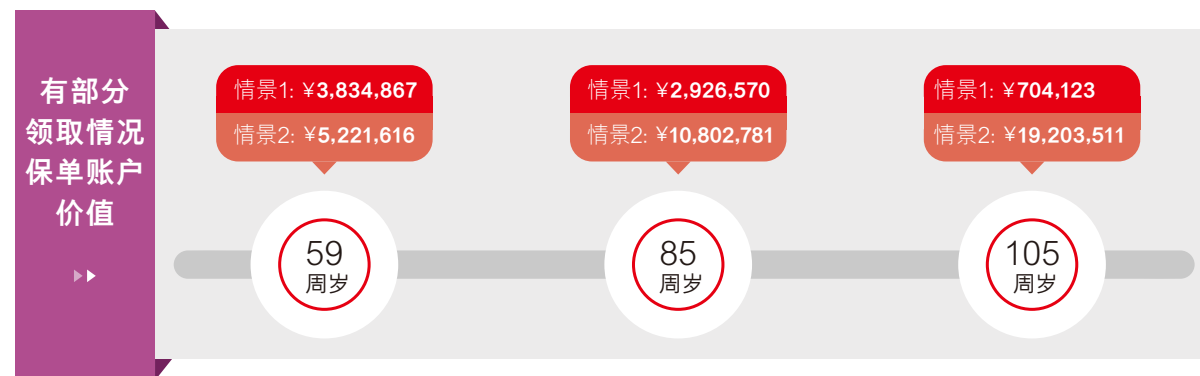 有部分
领取情况
保单账户
价值
情景1: ¥3,834,867
情景2: ¥5,221,616
59
周岁
情景1: ¥2,926,570
情景2: ¥10,802,781
85
周岁
情景1: ¥704,123
情景2: ¥19,203,511
105
周岁